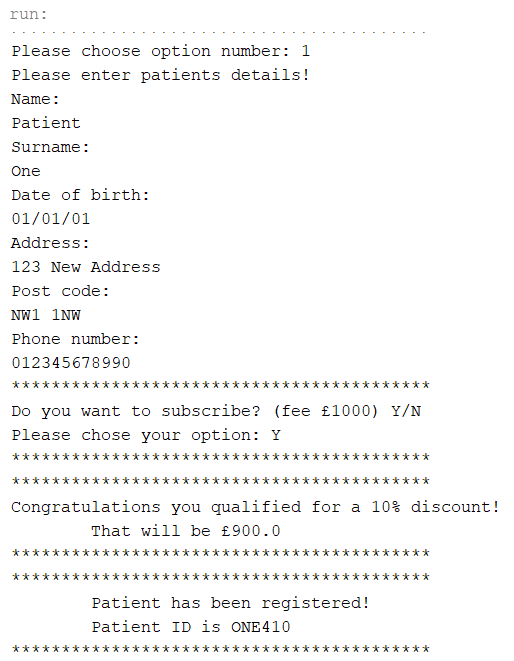 run:
Please choose option number: 1
Please enter patients details!
Name:
Patient
Surname:
One
Date of birth:
01/01/01
Address:
123 New Address
Post code:
NW1 1NW
Phone number:
012345678990
******************************************
Do you want to subscribe? (fee £1000) Y/N
Please chose your option: Y
******************************************
******************************************
Congratulations you qualified for a 10% discount!
That will be £900.0
******************************************
******************************************
Patient has been registered!
Patient ID is ONE410
******************************************